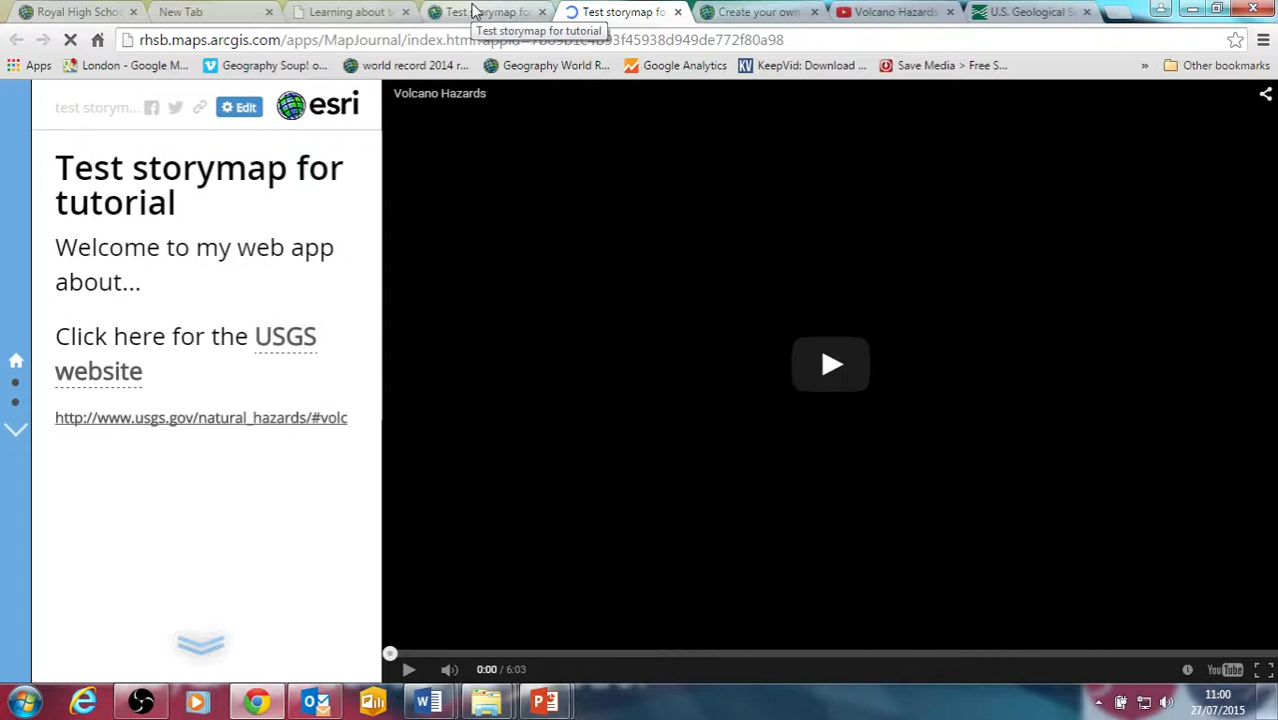 Royal High Schoo
New Tab
Learning about t
Test storymap fo
Test storymap fo
Create your own
Volcano Hazards
U.S. Geological Se
rhsb.maps.arcgis.com/apps/MapJournal/index.htm
Test storymap for tutorial
Apps
London - Google M...
Geography Soup! o...
world record 2014 r...
Geography World R...
Google Analytics
KV
KeepVid: Download ...
Save Media > Free S...
»
Other bookmarks
test storym...
Edit
esri
Volcano Hazards
Test storymap for
tutorial
Welcome to my web app
about...
Click here for the USGS
website
http://www.usgs.gov/natural_hazards/#volc
0:00 / 6:03
YouTube
11:00
27/07/2015